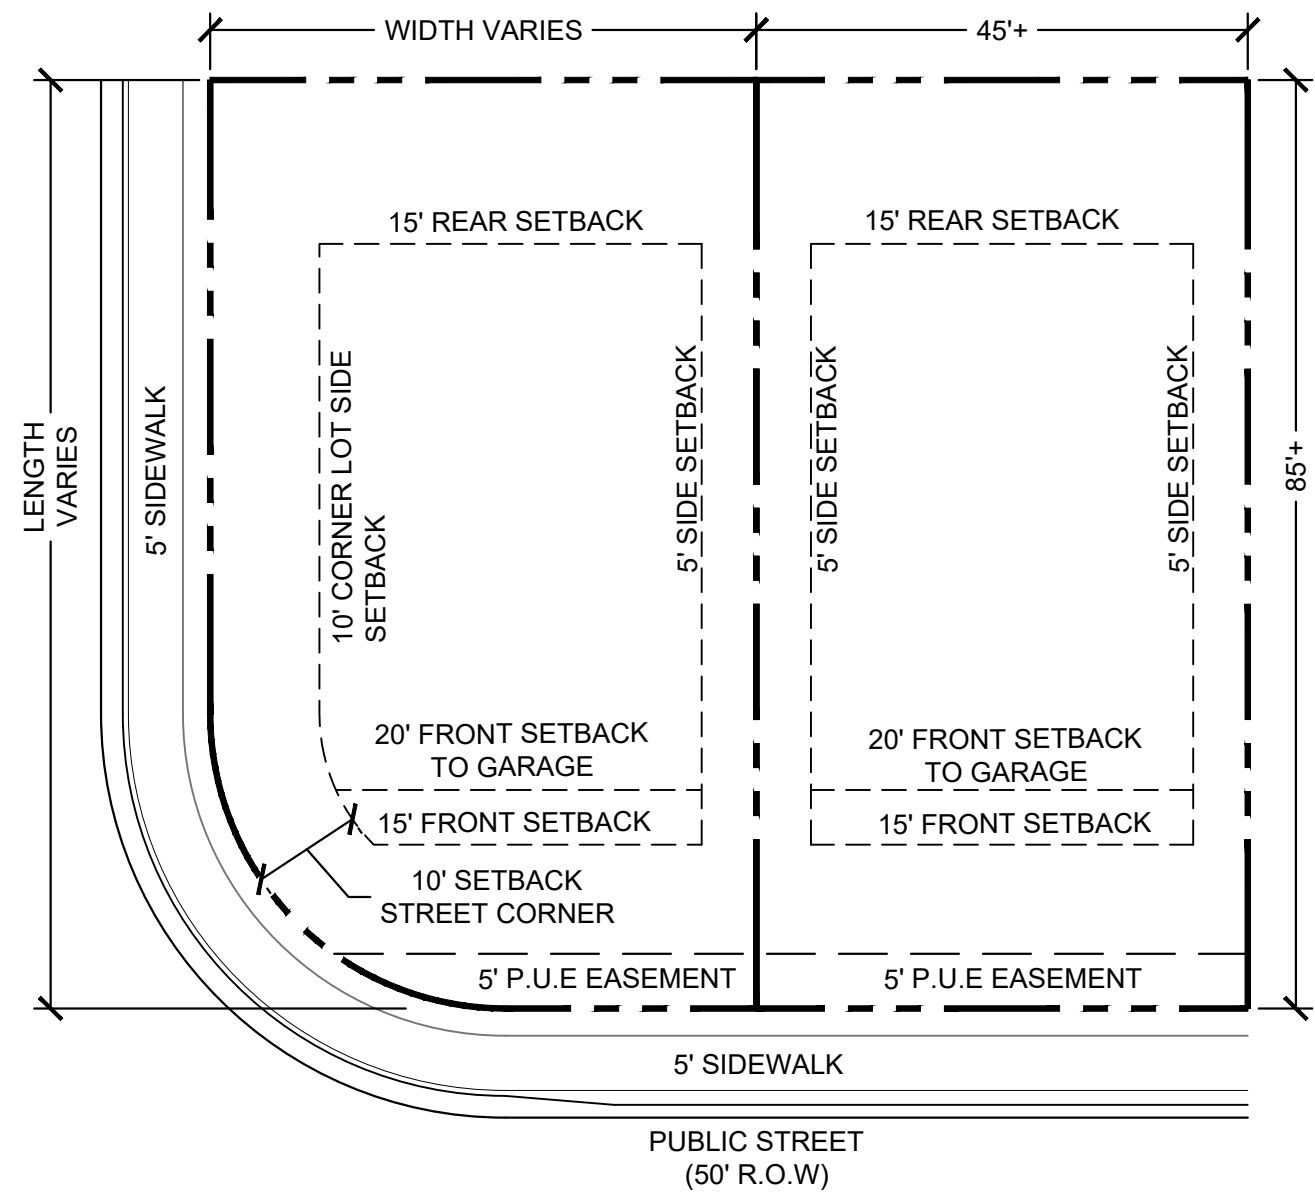 WIDTH VARIES
45'+
15' REAR SETBACK
15' REAR SETBACK
LENGTH
VARIES
5' SIDEWALK
10' CORNER LOT SIDE
SETBACK
5' SIDE SETBACK
5' SIDE SETBACK
5' SIDE SETBACK
85'+
20' FRONT SETBACK
TO GARAGE
20' FRONT SETBACK
TO GARAGE
15' FRONT SETBACK
15' FRONT SETBACK
10' SETBACK
STREET CORNER
5' P.U.E EASEMENT
5' P.U.E EASEMENT
5' SIDEWALK
PUBLIC STREET
(50' R.O.W)